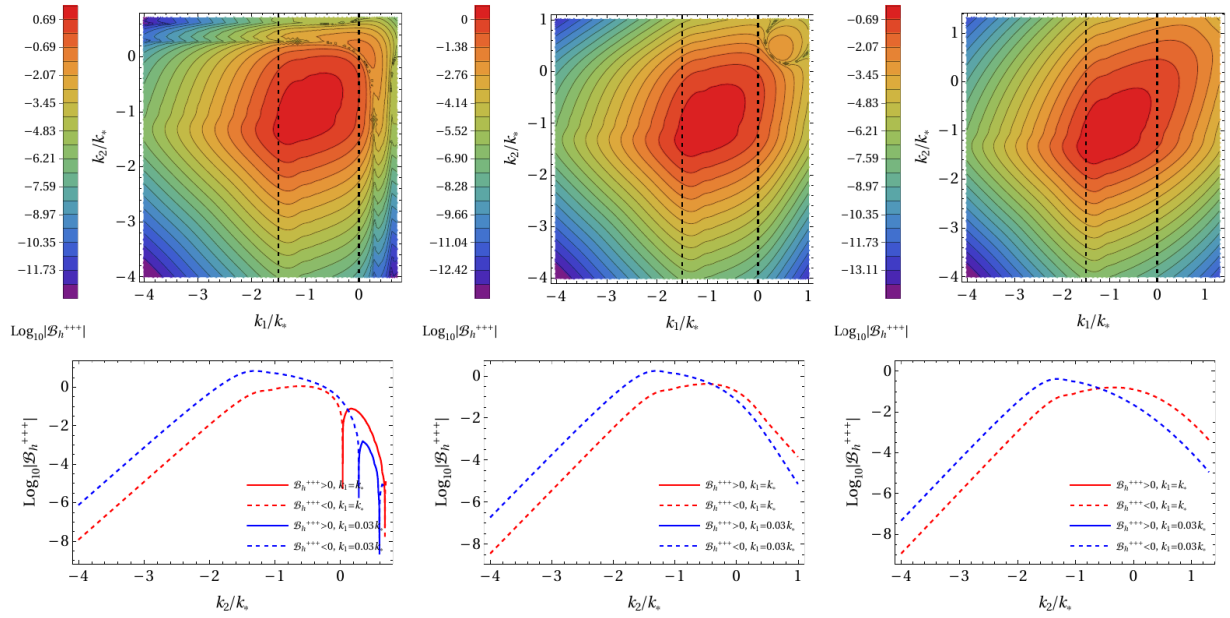 0.69
-0.69
-2.07
-3.45
-4.83
-6.21
-7.59
-8.97
-10.35
-11.73
Log₁₀|ℬₕ⁺⁺⁺|
0
-1
-2
-3
-4
k₂/k*
-4 -3 -2 -1 0
k₁/k*
0
-1.38
-2.76
-4.14
-5.52
-6.90
-8.28
-9.66
-11.04
-12.42
Log₁₀|ℬₕ⁺⁺⁺|
1
0
-1
-2
-3
-4
k₂/k*
-4 -3 -2 -1 0 1
k₁/k*
0
-0.69
-2.07
-3.45
-4.83
-6.21
-7.59
-8.97
-10.35
-11.73
-13.11
Log₁₀|ℬₕ⁺⁺⁺|
1
0
-1
-2
-3
-4
k₂/k*
-4 -3 -2 -1 0 1
k₁/k*
Log₁₀|ℬₕ⁺⁺⁺|
0
-2
-4
-6
-8
ℬₕ⁺⁺⁺>0, k₁=k*
ℬₕ⁺⁺⁺<0, k₁=k*
ℬₕ⁺⁺⁺>0, k₁=0.03k*
ℬₕ⁺⁺⁺<0, k₁=0.03k*
-4 -3 -2 -1 0
k₂/k*
Log₁₀|ℬₕ⁺⁺⁺|
0
-2
-4
-6
-8
ℬₕ⁺⁺⁺>0, k₁=k*
ℬₕ⁺⁺⁺<0, k₁=k*
ℬₕ⁺⁺⁺>0, k₁=0.03k*
ℬₕ⁺⁺⁺<0, k₁=0.03k*
-4 -3 -2 -1 0 1
k₂/k*
Log₁₀|ℬₕ⁺⁺⁺|
0
-2
-4
-6
-8
ℬₕ⁺⁺⁺>0, k₁=k*
ℬₕ⁺⁺⁺<0, k₁=k*
ℬₕ⁺⁺⁺>0, k₁=0.03k*
ℬₕ⁺⁺⁺<0, k₁=0.03k*
-4 -3 -2 -1 0 1
k₂/k*